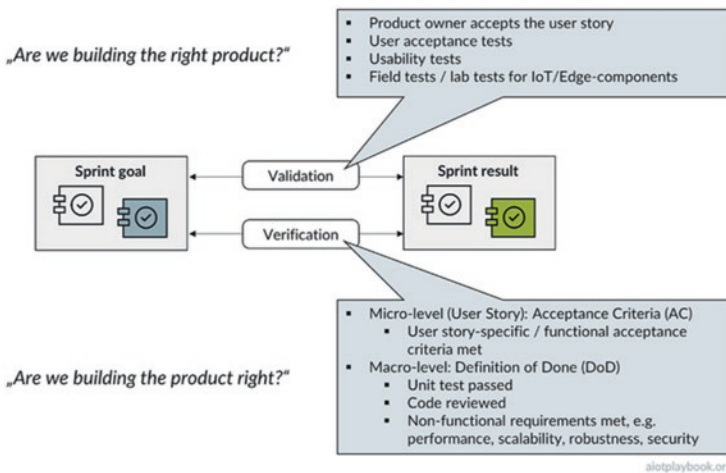 ▪ Product owner accepts the user story
▪ User acceptance tests
▪ Usability tests
▪ Field tests / lab tests for IoT/Edge-components
„Are we building the right product?“
Sprint goal
Validation
Sprint result
Verification
▪ Micro-level (User Story): Acceptance Criteria (AC)
▪ User story-specific / functional acceptance
criteria met
▪ Macro-level: Definition of Done (DoD)
▪ Unit test passed
▪ Code reviewed
▪ Non-functional requirements met, e.g.
performance, scalability, robustness, security
„Are we building the product right?“
aiotplaybook.or